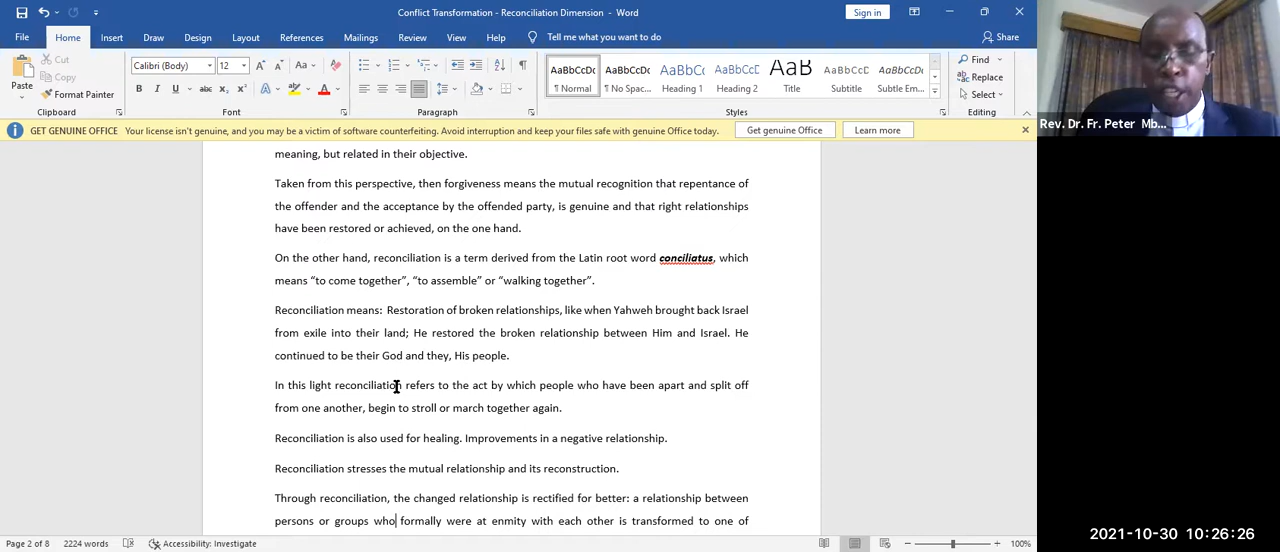 Conflict Transformation - Reconciliation Dimension - Word
Sign in
File Home Insert Draw Design Layout References Mailings Review View Help Tell me what you want to do Share
Paste
Cut
Copy
Format Painter
Clipboard
Calibri (Body) 12
Font
Paragraph
AaBbCcDc AaBbCcDc AaBbCc AaBbCcC AaB AaBbCcC AaBbCcDc
¶ Normal ¶ No Spac... Heading 1 Heading 2 Title Subtitle Subtle Em...
Styles
Find
Replace
Select
Editing
GET GENUINE OFFICE Your license isn't genuine, and you may be a victim of software counterfeiting. Avoid interruption and keep your files safe with genuine Office today. Get genuine Office Learn more
meaning, but related in their objective.
Taken from this perspective, then forgiveness means the mutual recognition that repentance of
the offender and the acceptance by the offended party, is genuine and that right relationships
have been restored or achieved, on the one hand.
On the other hand, reconciliation is a term derived from the Latin root word conciliatus, which
means “to come together”, “to assemble” or “walking together”.
Reconciliation means: Restoration of broken relationships, like when Yahweh brought back Israel
from exile into their land; He restored the broken relationship between Him and Israel. He
continued to be their God and they, His people.
In this light reconciliation refers to the act by which people who have been apart and split off
from one another, begin to stroll or march together again.
Reconciliation is also used for healing. Improvements in a negative relationship.
Reconciliation stresses the mutual relationship and its reconstruction.
Through reconciliation, the changed relationship is rectified for better: a relationship between
persons or groups who formally were at enmity with each other is transformed to one of
Page 2 of 8 2224 words Accessibility: Investigate 100%
Rev. Dr. Fr. Peter Mb...
2021-10-30 10:26:26